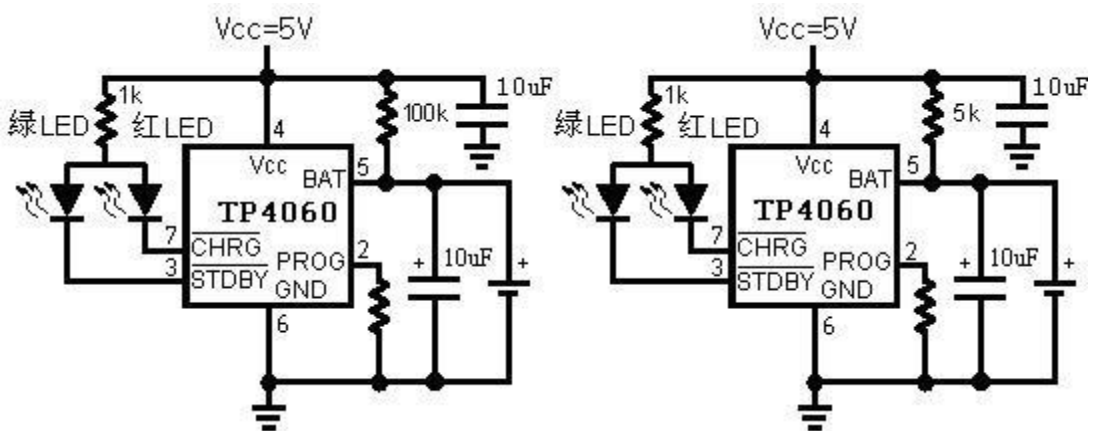 Vcc=5V
1k
绿LED
红LED
4
100k
10uF
Vcc
5
BAT
TP4060
7
CHRG
2
3
STDBY
PROG
GND
+
10uF
+
6
Vcc=5V
1k
绿LED
红LED
4
5k
10uF
Vcc
5
BAT
TP4060
7
CHRG
2
3
STDBY
PROG
GND
+
10uF
+
6